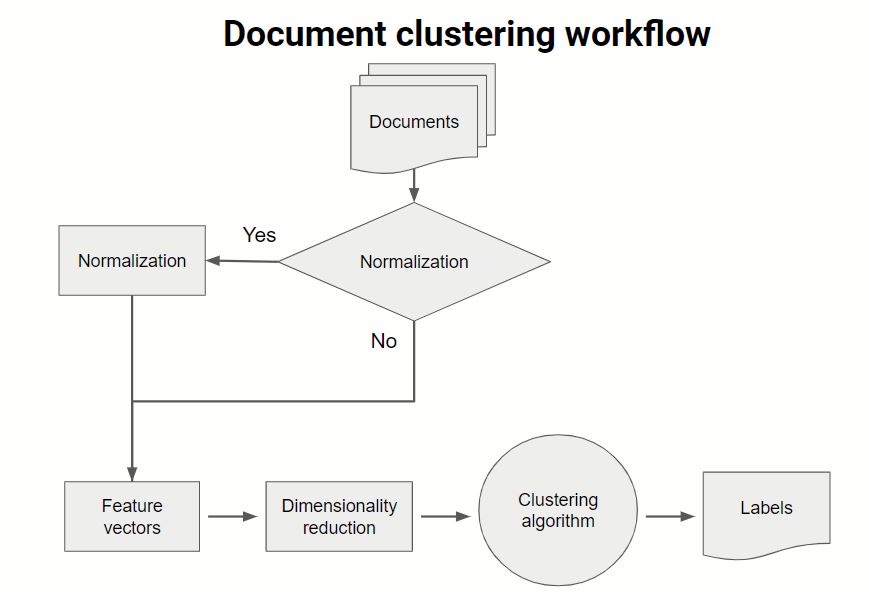 Document clustering workflow
Documents
Yes
Normalization
Normalization
No
Feature
vectors
Dimensionality
reduction
Clustering
algorithm
Labels